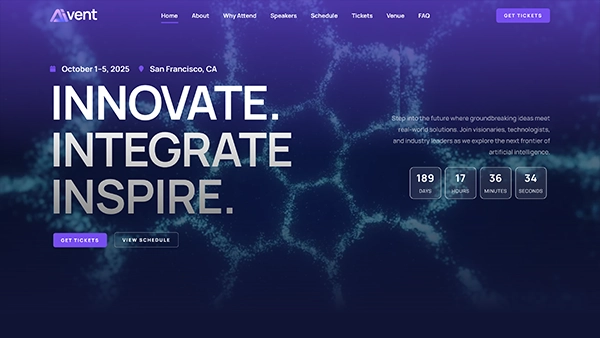 AIvent
Home About Why Attend Speakers Schedule Tickets Venue FAQ
GET TICKETS
October 1–5, 2025 San Francisco, CA
INNOVATE.
INTEGRATE
INSPIRE.
GET TICKETS VIEW SCHEDULE
Step into the future where groundbreaking ideas meet
real-world solutions. Join visionaries, technologists,
and industry leaders as we explore the next frontier of
artificial intelligence.
189 17 36 34
DAYS HOURS MINUTES SECONDS